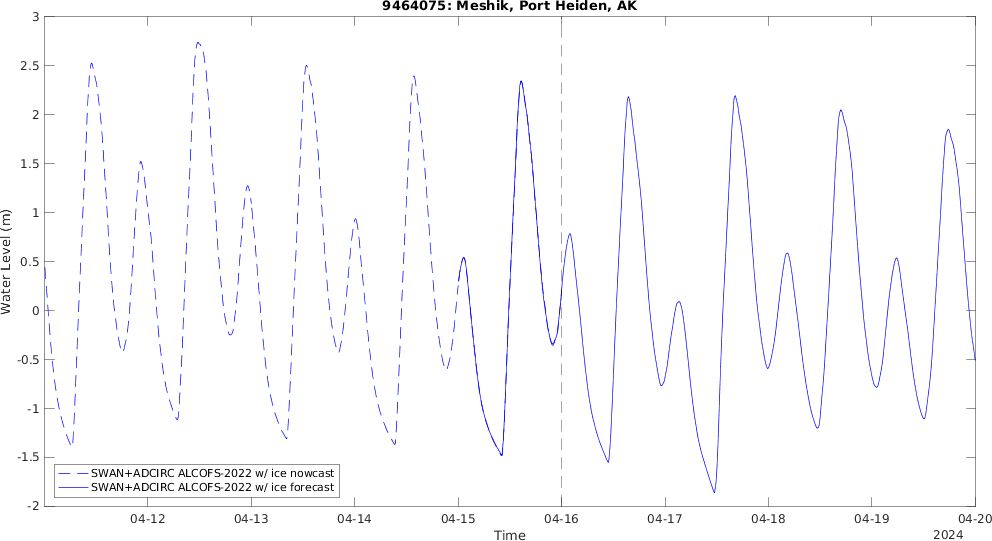 9464075: Meshik, Port Heiden, AK
3
2.5
2
1.5
1
0.5
0
-0.5
-1
-1.5
-2
Water Level (m)
SWAN+ADCIRC ALCOFS-2022 w/ ice nowcast
SWAN+ADCIRC ALCOFS-2022 w/ ice forecast
04-12 04-13 04-14 04-15 04-16 04-17 04-18 04-19 04-20
Time
2024